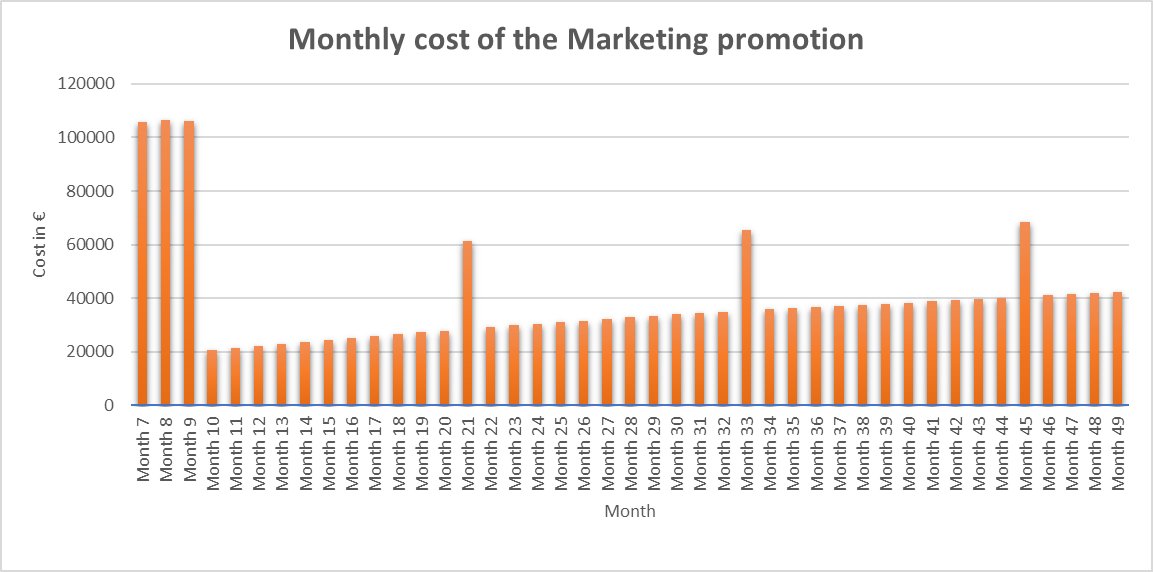 Monthly cost of the Marketing promotion
120000
100000
80000
60000
40000
20000
0
Cost in €
Month 7
Month 8
Month 9
Month 10
Month 11
Month 12
Month 13
Month 14
Month 15
Month 16
Month 17
Month 18
Month 19
Month 20
Month 21
Month 22
Month 23
Month 24
Month 25
Month 26
Month 27
Month 28
Month 29
Month 30
Month 31
Month 32
Month 33
Month 34
Month 35
Month 36
Month 37
Month 38
Month 39
Month 40
Month 41
Month 42
Month 43
Month 44
Month 45
Month 46
Month 47
Month 48
Month 49
Month